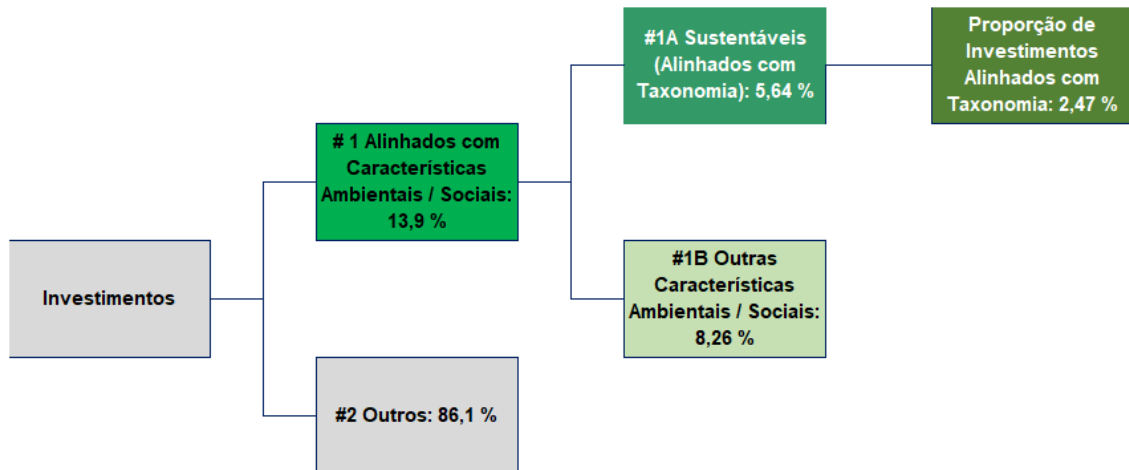 #1A Sustentáveis
(Alinhados com
Taxonomia): 5,64 %
Proporção de
Investimentos
Alinhados com
Taxonomia: 2,47 %
# 1 Alinhados com
Características
Ambientais / Sociais:
13,9 %
#1B Outras
Características
Ambientais / Sociais:
8,26 %
Investimentos
#2 Outros: 86,1 %